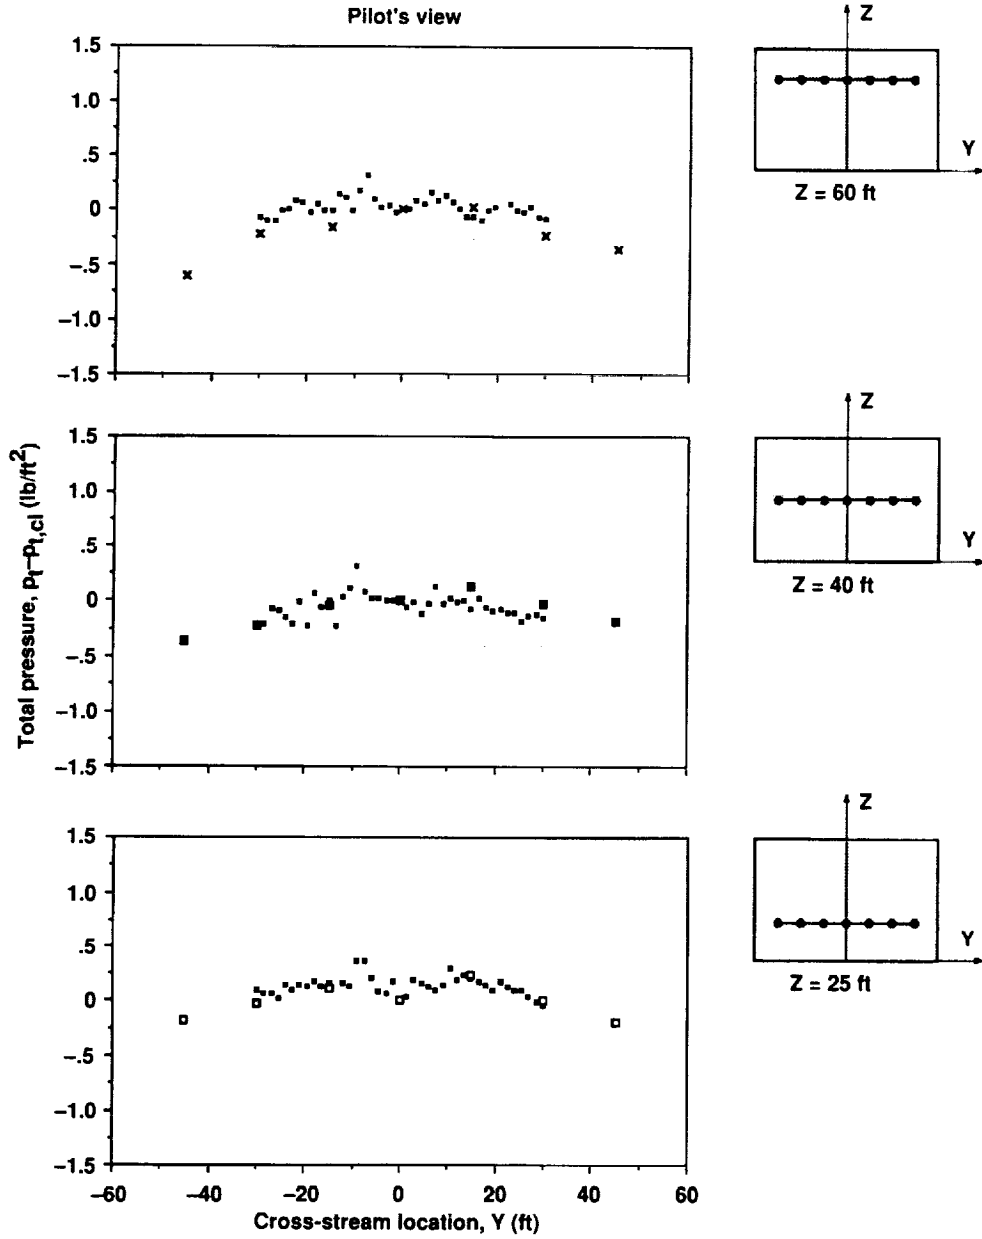 Pilot's view
1.5
1.0
.5
0
–.5
–1.0
–1.5
Z
Y
Z = 60 ft
1.5
1.0
.5
0
–.5
–1.0
–1.5
Z
Y
Z = 40 ft
Total pressure, pt–pt,cl (lb/ft2)
1.5
1.0
.5
0
–.5
–1.0
–1.5
Z
Y
Z = 25 ft
–60 –40 –20 0 20 40 60
Cross-stream location, Y (ft)